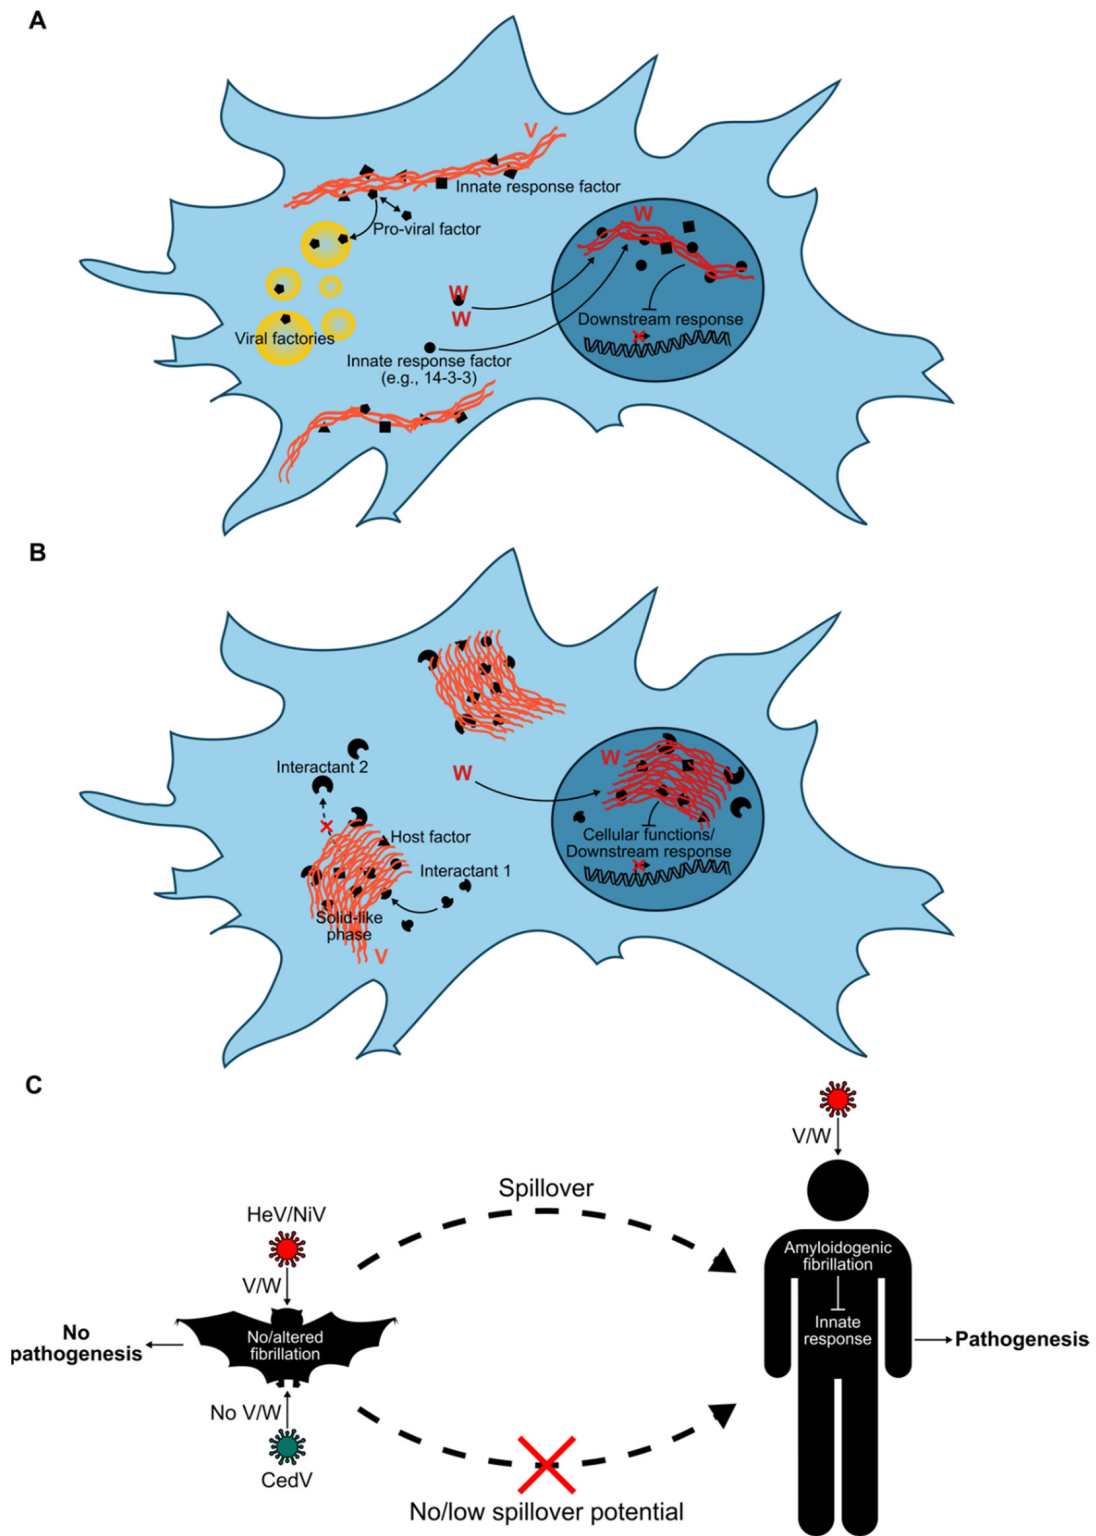 A
V
Innate response factor
Pro-viral factor
W
W
W
Viral factories
Downstream response
Innate response factor
(e.g., 14-3-3)
B
Interactant 2
W
W
Host factor
Cellular functions/
Downstream response
Interactant 1
Solid-like
phase
V
C
V/W
Spillover
HeV/NiV
Amyloidogenic
fibrillation
V/W
Innate
response
No
pathogenesis
No/altered
fibrillation
Pathogenesis
No V/W
CedV
No/low spillover potential